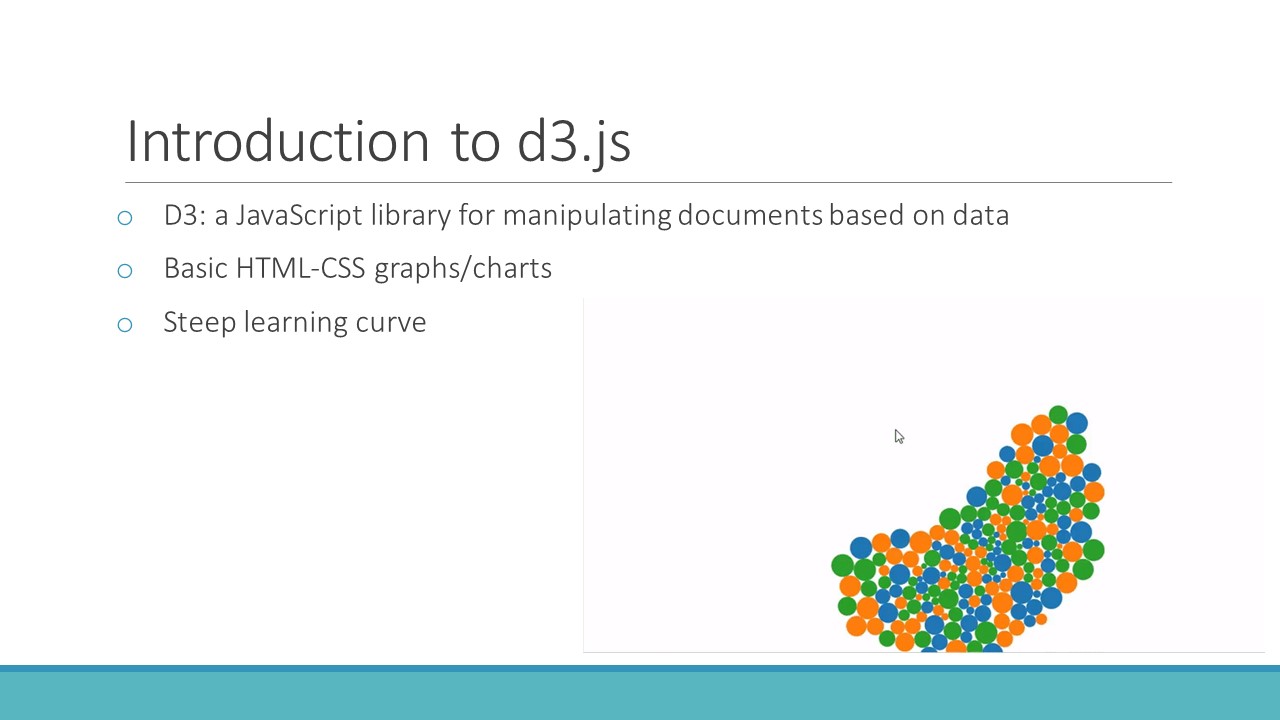 Introduction to d3.js
o D3: a JavaScript library for manipulating documents based on data
o Basic HTML-CSS graphs/charts
o Steep learning curve